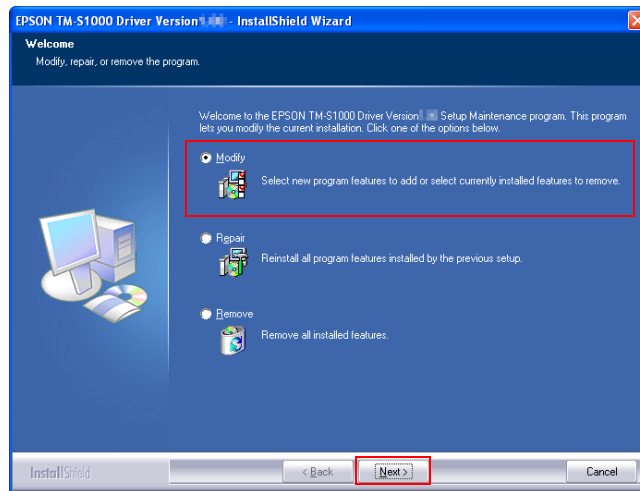 EPSON TM-S1000 Driver Version - InstallShield Wizard
Welcome
Modify, repair, or remove the program.
Welcome to the EPSON TM-S1000 Driver Version Setup Maintenance program. This program
lets you modify the current installation. Click one of the options below.
Modify
Select new program features to add or select currently installed features to remove.
Repair
Reinstall all program features installed by the previous setup.
Remove
Remove all installed features.
InstallShield
< Back
Next >
Cancel